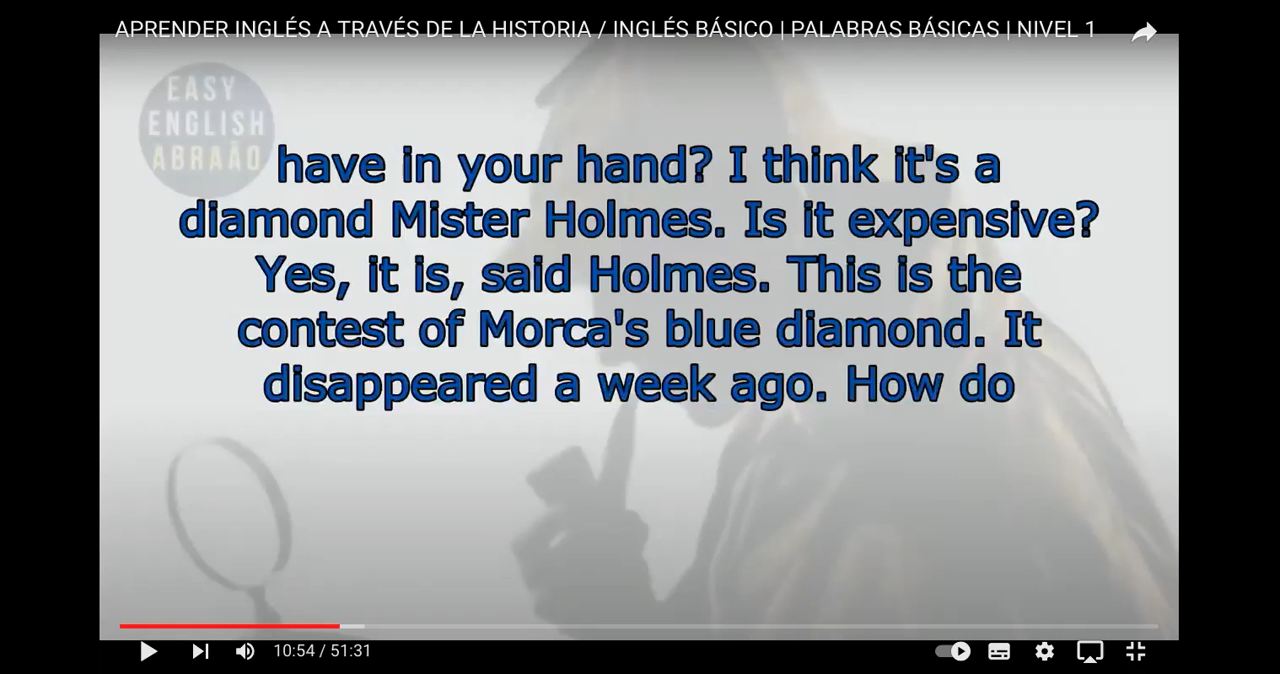 APRENDER INGLÉS A TRAVÉS DE LA HISTORIA / INGLÉS BÁSICO | PALABRAS BÁSICAS | NIVEL 1
EASY
ENGLISH
ABRAÃO
have in your hand? I think it's a
diamond Mister Holmes. Is it expensive?
Yes, it is, said Holmes. This is the
contest of Morca's blue diamond. It
disappeared a week ago. How do
10:54 / 51:31